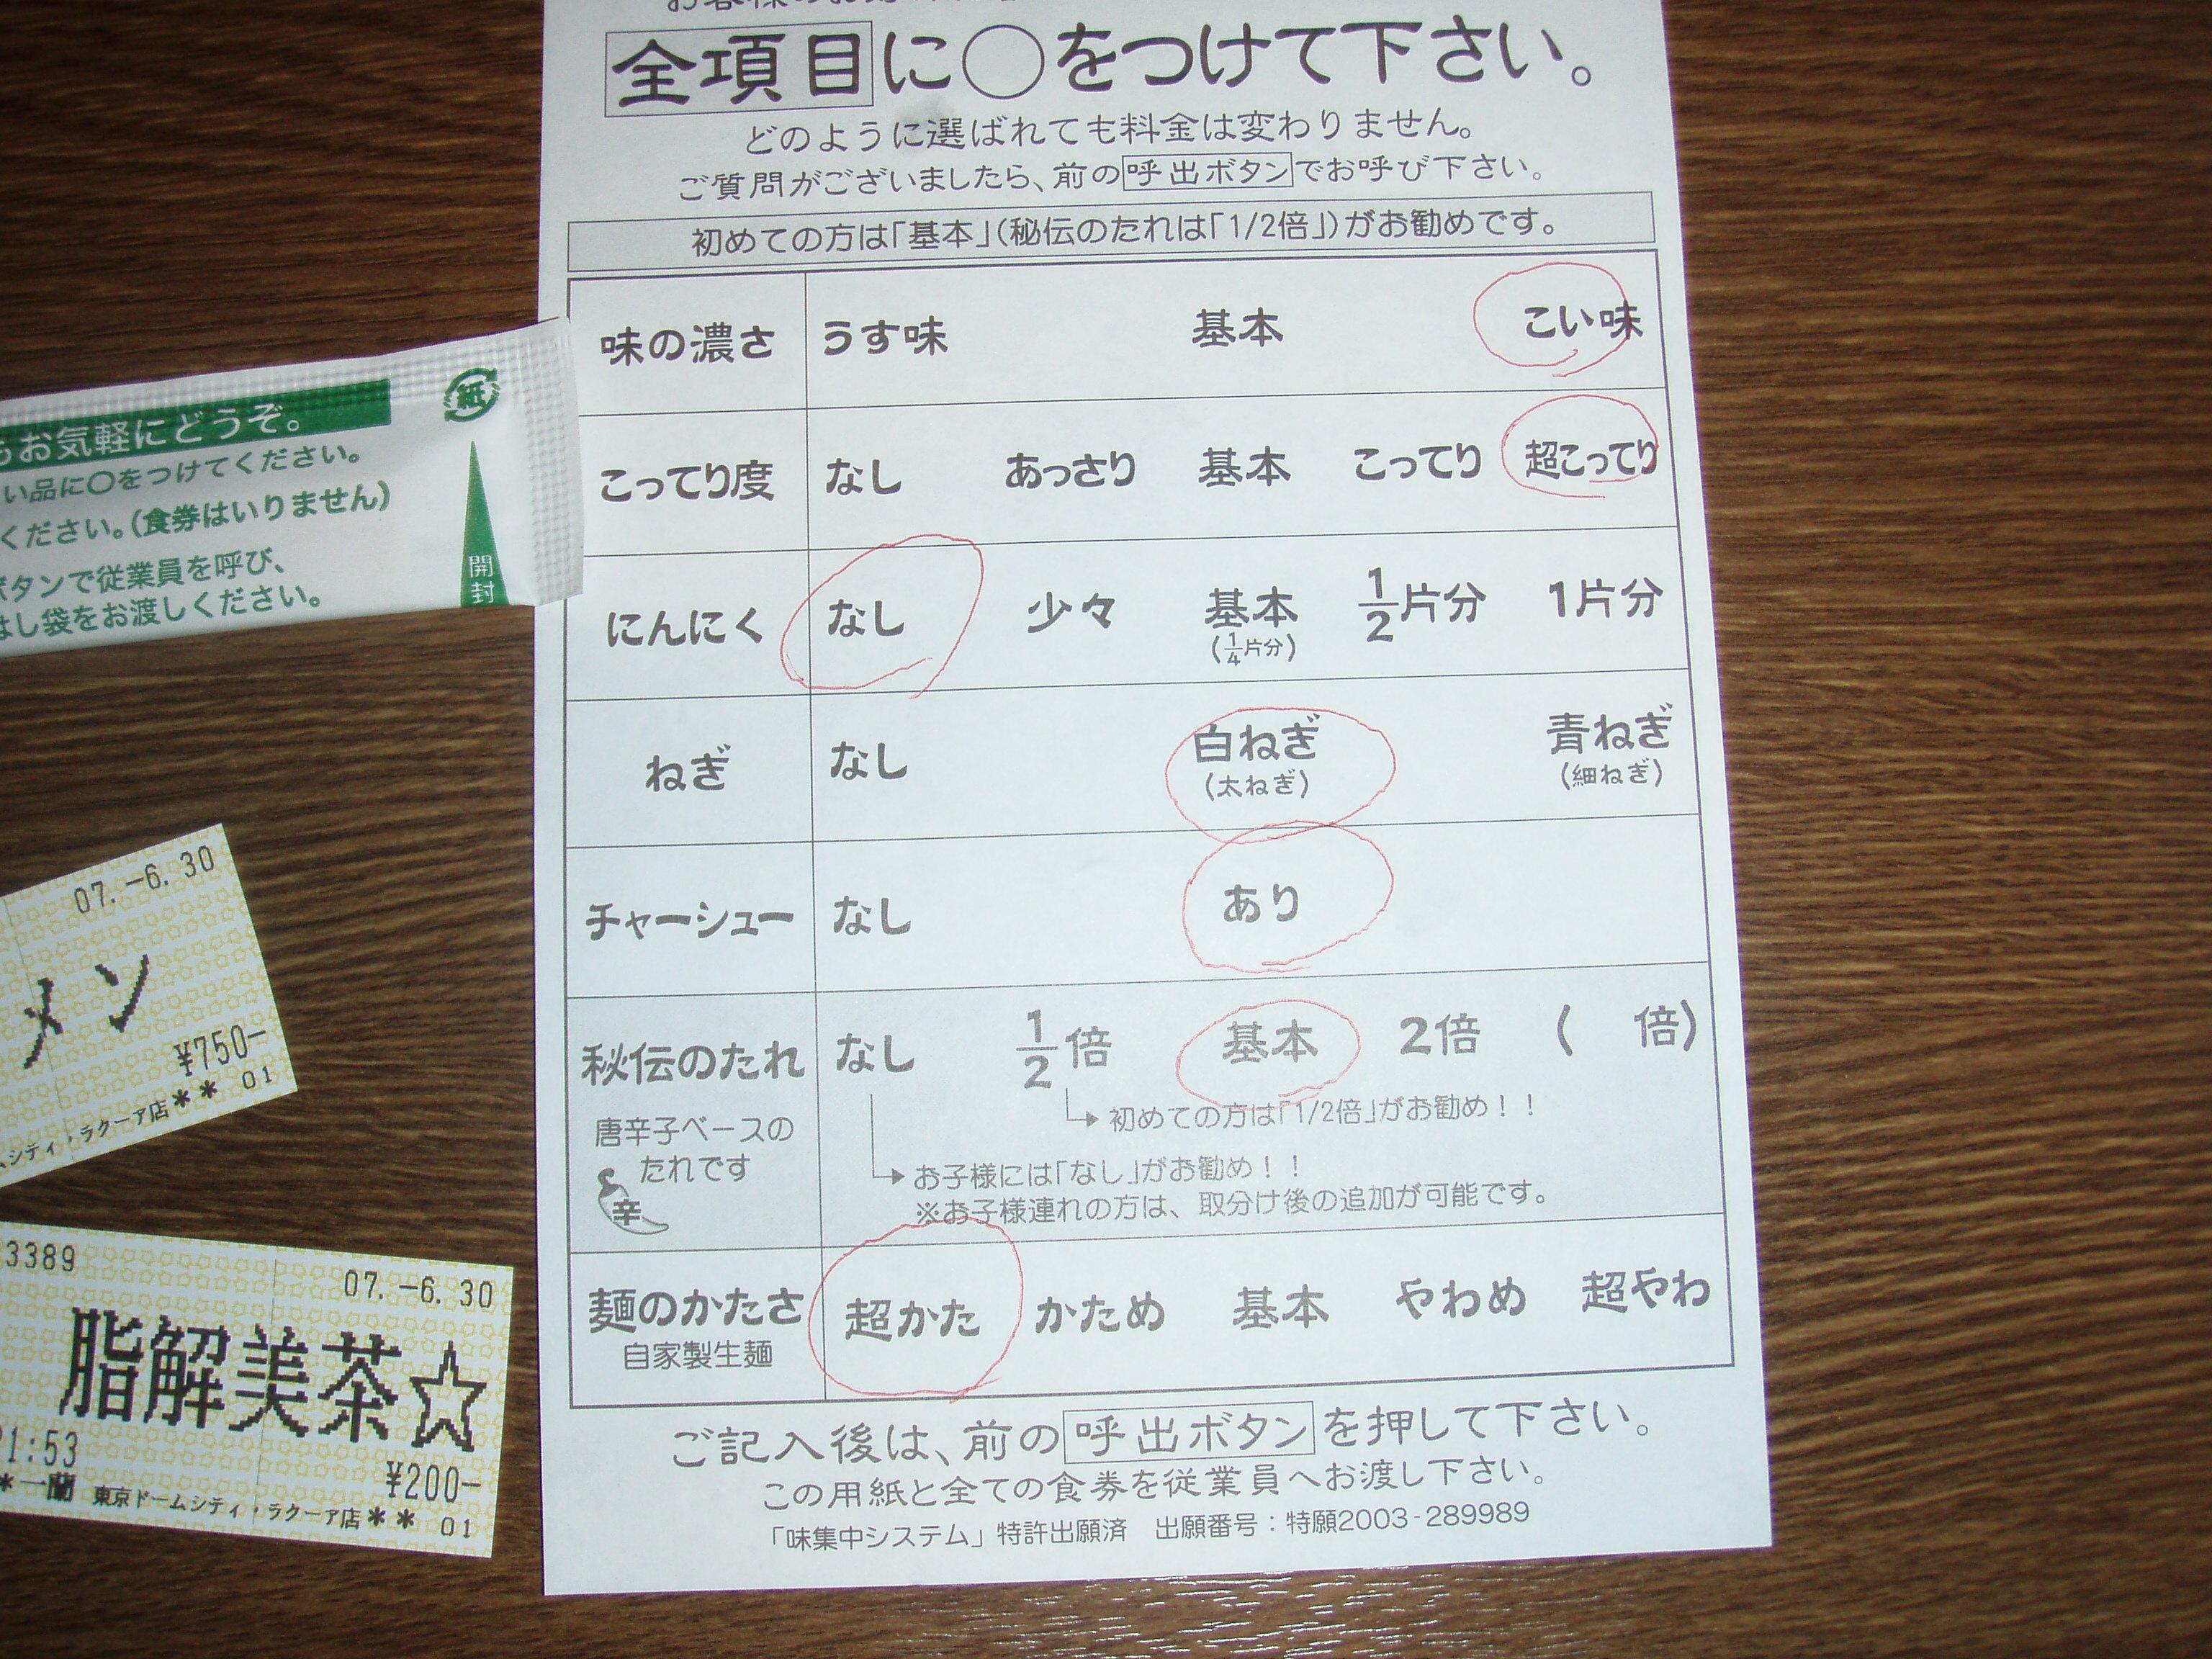 全項目に〇をつけて下さい。
どのように選ばれても料金は変わりません。
ご質問がございましたら、前の呼出ボタンでお呼び下さい。
初めての方は「基本」（秘伝のたれは「1/2倍」）がお勧めです。
味の濃さ うす味 基本 こい味
こってり度 なし あっさり 基本 こってり 超こってり
にんにく なし 少々 基本 1/2片分 1片分
(1/4片分)
ねぎ なし 白ねぎ 青ねぎ
(太ねぎ) (細ねぎ)
チャーシュー なし あり
秘伝のたれ なし 1/2倍 基本 2倍 ( 倍)
初めての方は「1/2倍」がお勧め！！
唐辛子ベースの
たれです
辛
お子様には「なし」がお勧め！！
※お子様連れの方は、取分け後の追加が可能です。
麺のかたさ 超かた かため 基本 やわめ 超やわ
自家製生麺
ご記入後は、前の呼出ボタンを押して下さい。
この用紙と全ての食券を従業員へお渡し下さい。
「味集中システム」特許出願済 出願番号：特願2003-289989
もお気軽にどうぞ。
い品に〇をつけてください。
ください。(食券はいりません)
ボタンで従業員を呼び、
はし袋をお渡しください。
紙
開封
07.-6.30
メン
¥750-
ムシティ・ラクーア店** 01
3389 07.-6.30
脂解美茶☆
1:53 ¥200-
*一蘭 東京ドームシティ・ラクーア店** 01